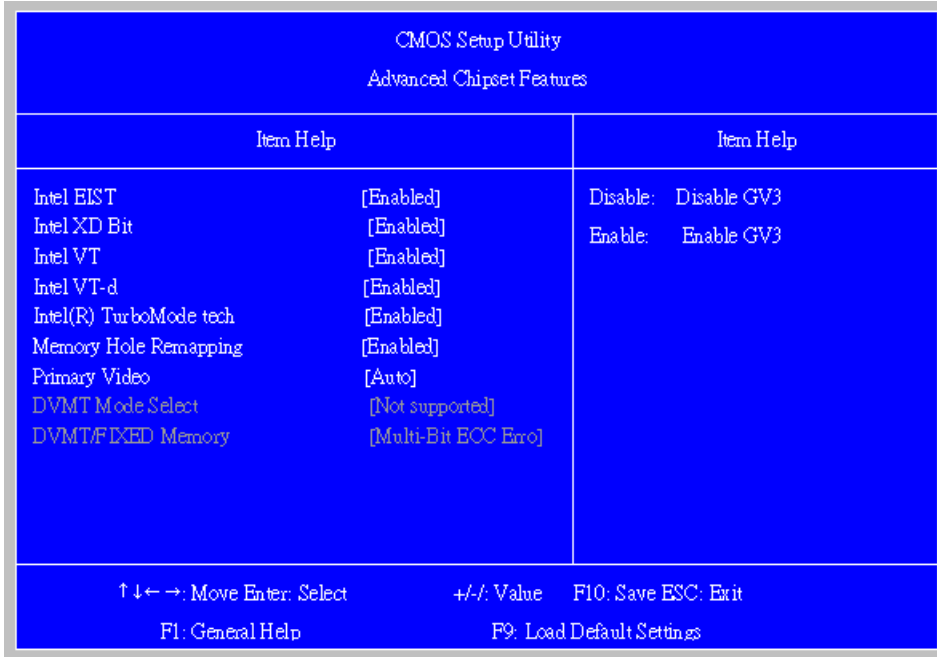 CMOS Setup Utility
Advanced Chipset Features
Item Help Item Help
Intel EIST [Enabled] Disable: Disable GV3
Intel XD Bit [Enabled] Enable: Enable GV3
Intel VT [Enabled]
Intel VT-d [Enabled]
Intel(R) TurboMode tech [Enabled]
Memory Hole Remapping [Enabled]
Primary Video [Auto]
DVMT Mode Select [Not supported]
DVMT/FIXED Memory [Multi-Bit ECC Erro]
↑↓←→: Move Enter: Select +/-/: Value F10: Save ESC: Exit
F1: General Help F9: Load Default Settings